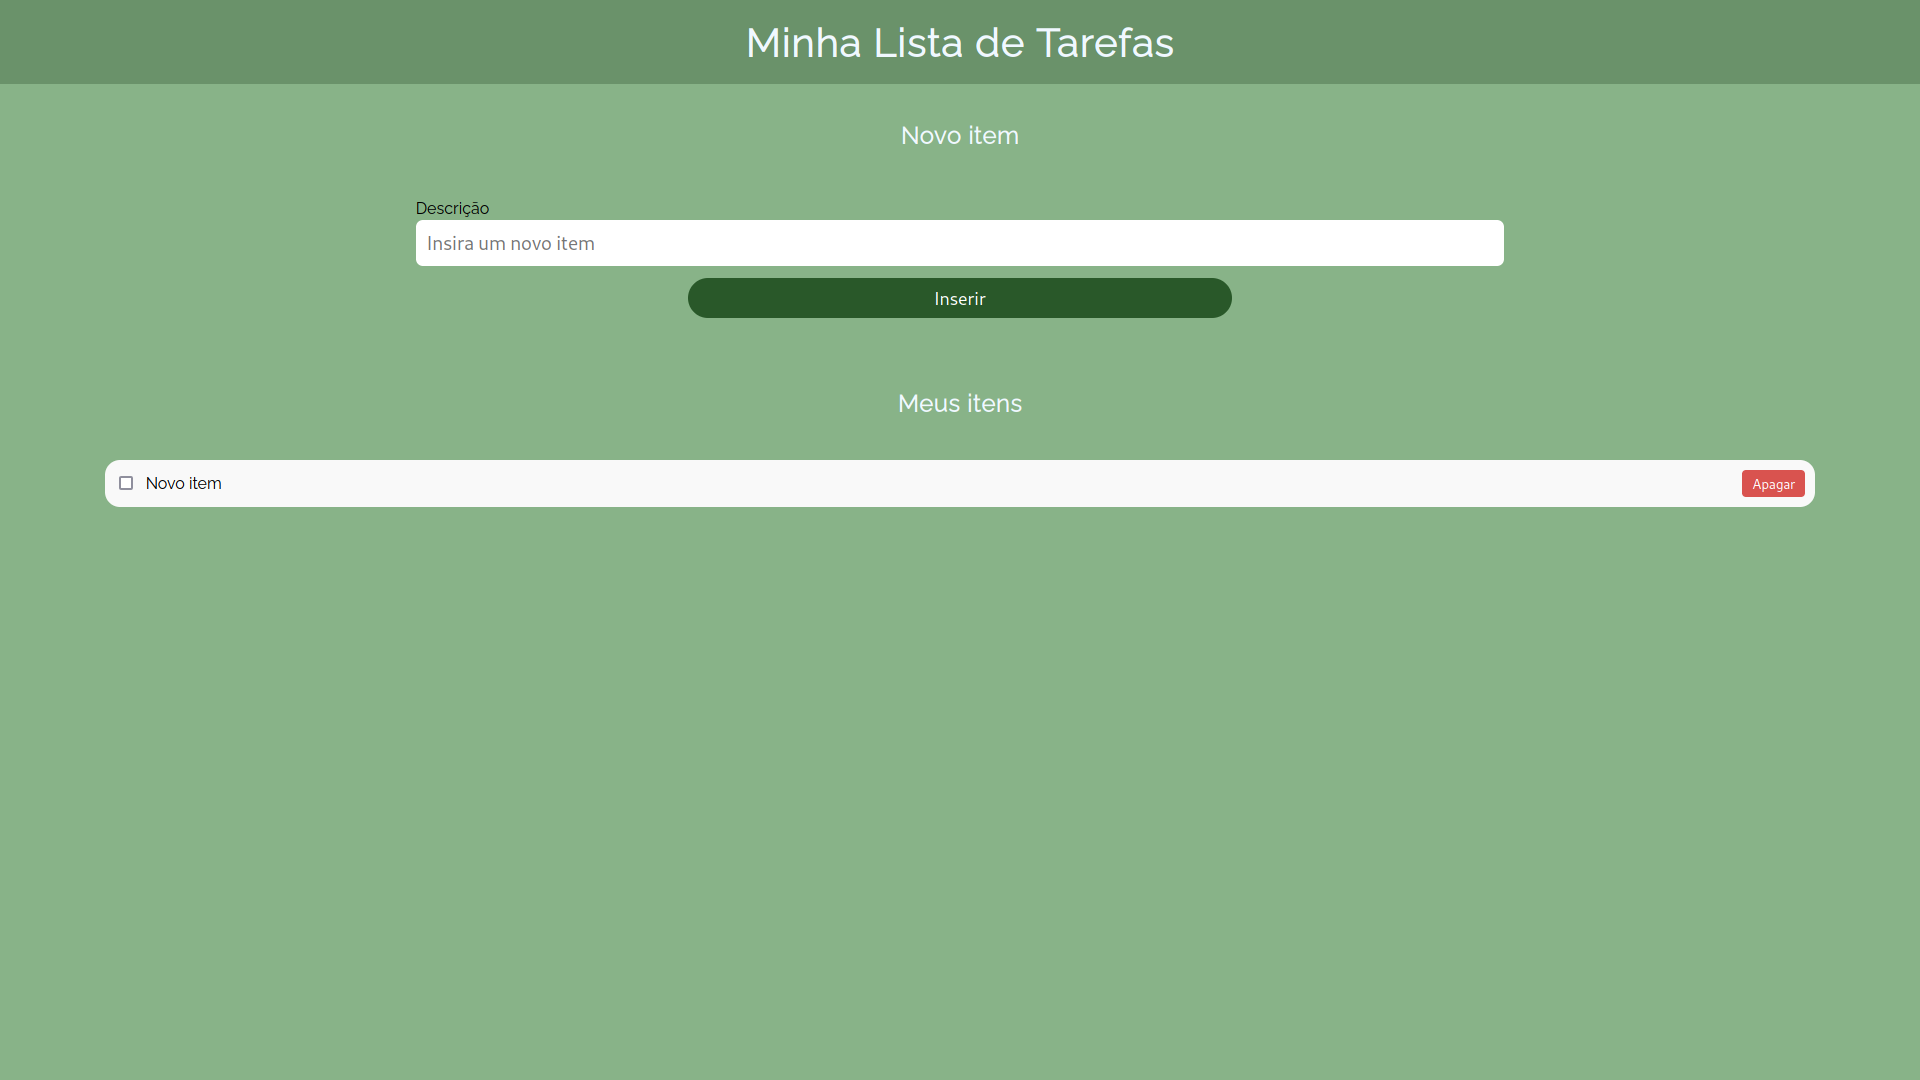 Minha Lista de Tarefas
Novo item
Descrição
Insira um novo item
Inserir
Meus itens
Novo item
Apagar